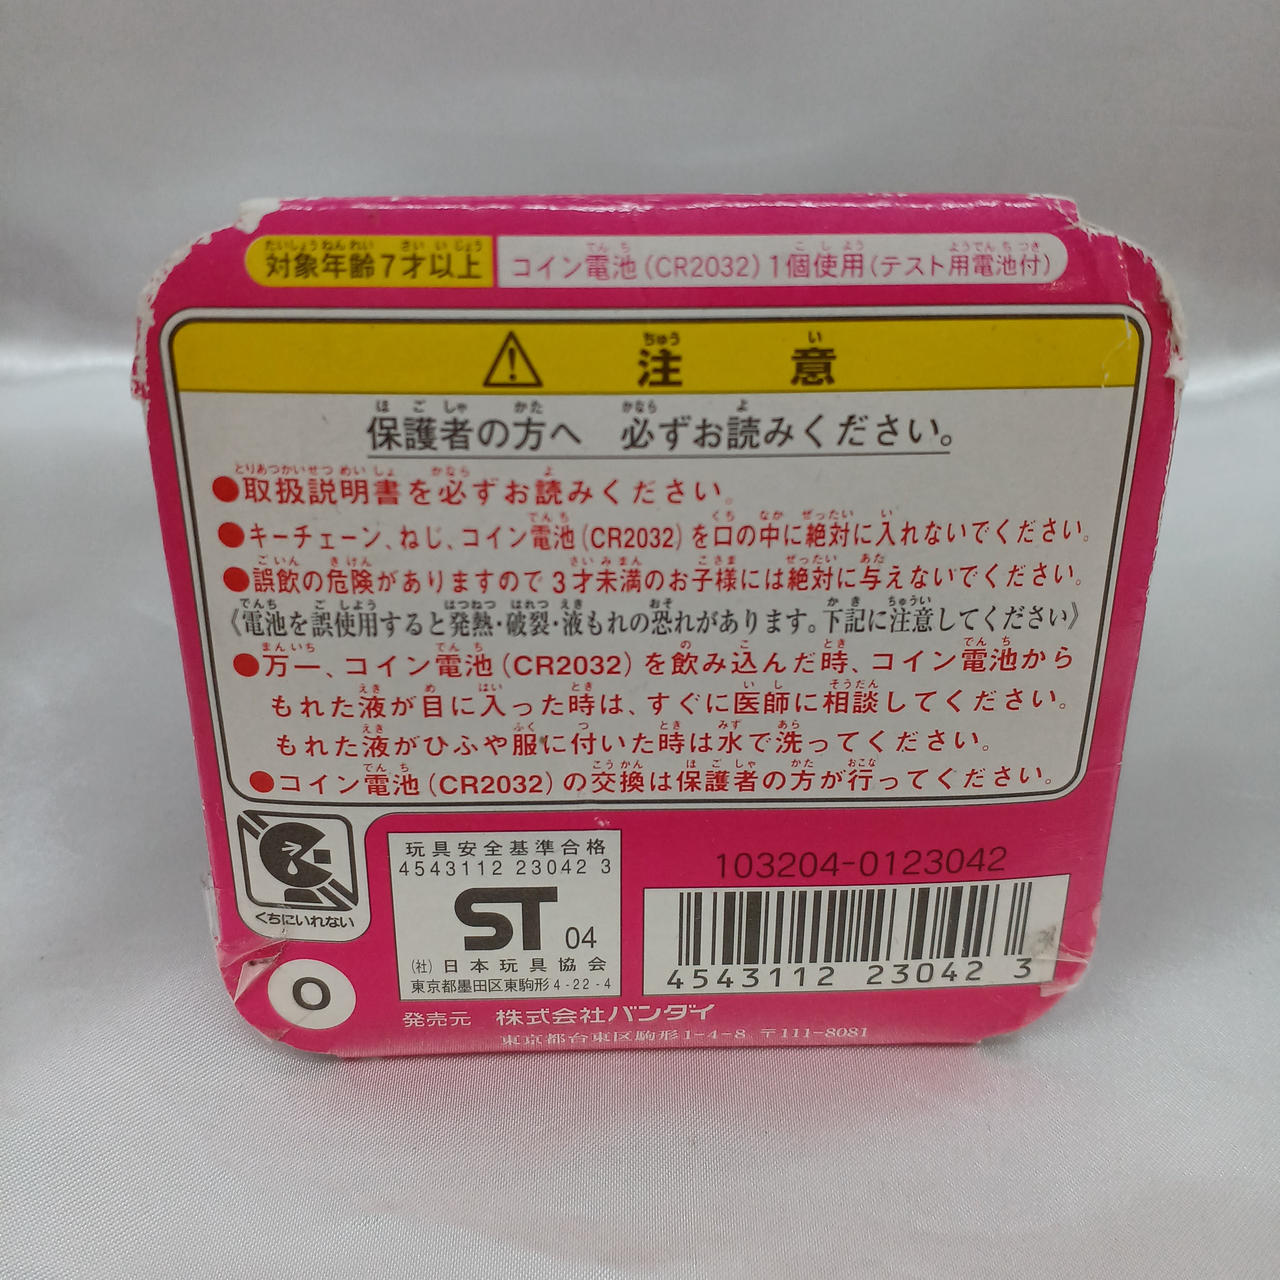 対象年齢7才以上 コイン電池(CR2032)1個使用(テスト用電池付)
⚠ 注意
保護者の方へ 必ずお読みください。
●取扱説明書を必ずお読みください。
●キーチェーン、ねじ、コイン電池(CR2032)を口の中に絶対に入れないでください。
●誤飲の危険がありますので3才未満のお子様には絶対に与えないでください。
《電池を誤使用すると発熱・破裂・液もれの恐れがあります。下記に注意してください》
●万一、コイン電池(CR2032)を飲み込んだ時、コイン電池から
もれた液が目に入った時は、すぐに医師に相談してください。
もれた液がひふや服に付いた時は水で洗ってください。
●コイン電池(CR2032)の交換は保護者の方が行ってください。
くちにいれない
玩具安全基準合格
4543112 23042 3
ST 04
(社)日本玩具協会
東京都墨田区東駒形4-22-4
103204-0123042
4543112 23042 3
O
発売元 株式会社バンダイ
東京都台東区駒形1-4-8 〒111-8081